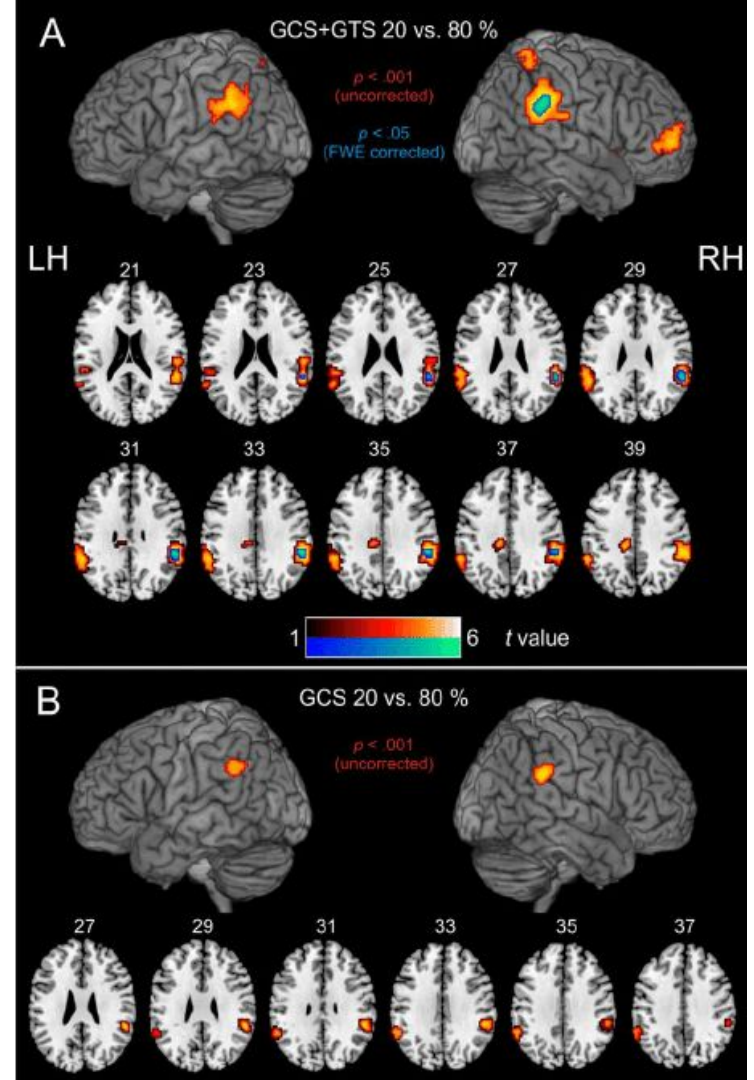 A
GCS+GTS 20 vs. 80 %
p < .001
(uncorrected)
p < .05
(FWE corrected)
LH
RH
21 23 25 27 29
31 33 35 37 39
1 6 t value
B
GCS 20 vs. 80 %
p < .001
(uncorrected)
27 29 31 33 35 37